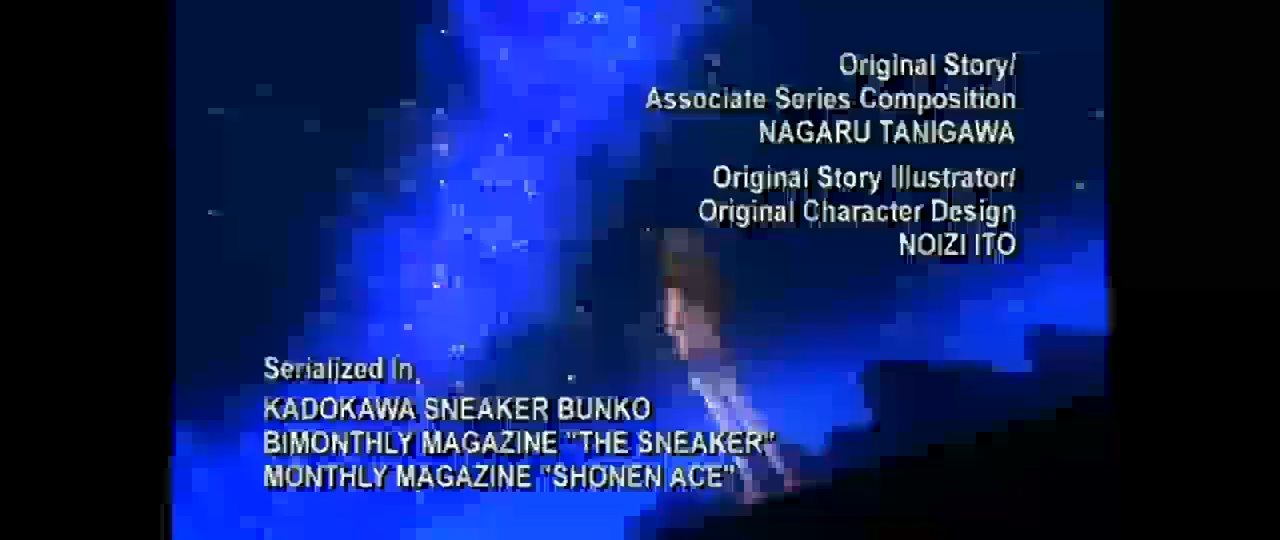 Original Story/
Associate Series Composition
NAGARU TANIGAWA
Original Story Illustrator/
Original Character Design
NOIZI ITO
Serialized In
KADOKAWA SNEAKER BUNKO
BIMONTHLY MAGAZINE "THE SNEAKER"
MONTHLY MAGAZINE "SHONEN ACE"